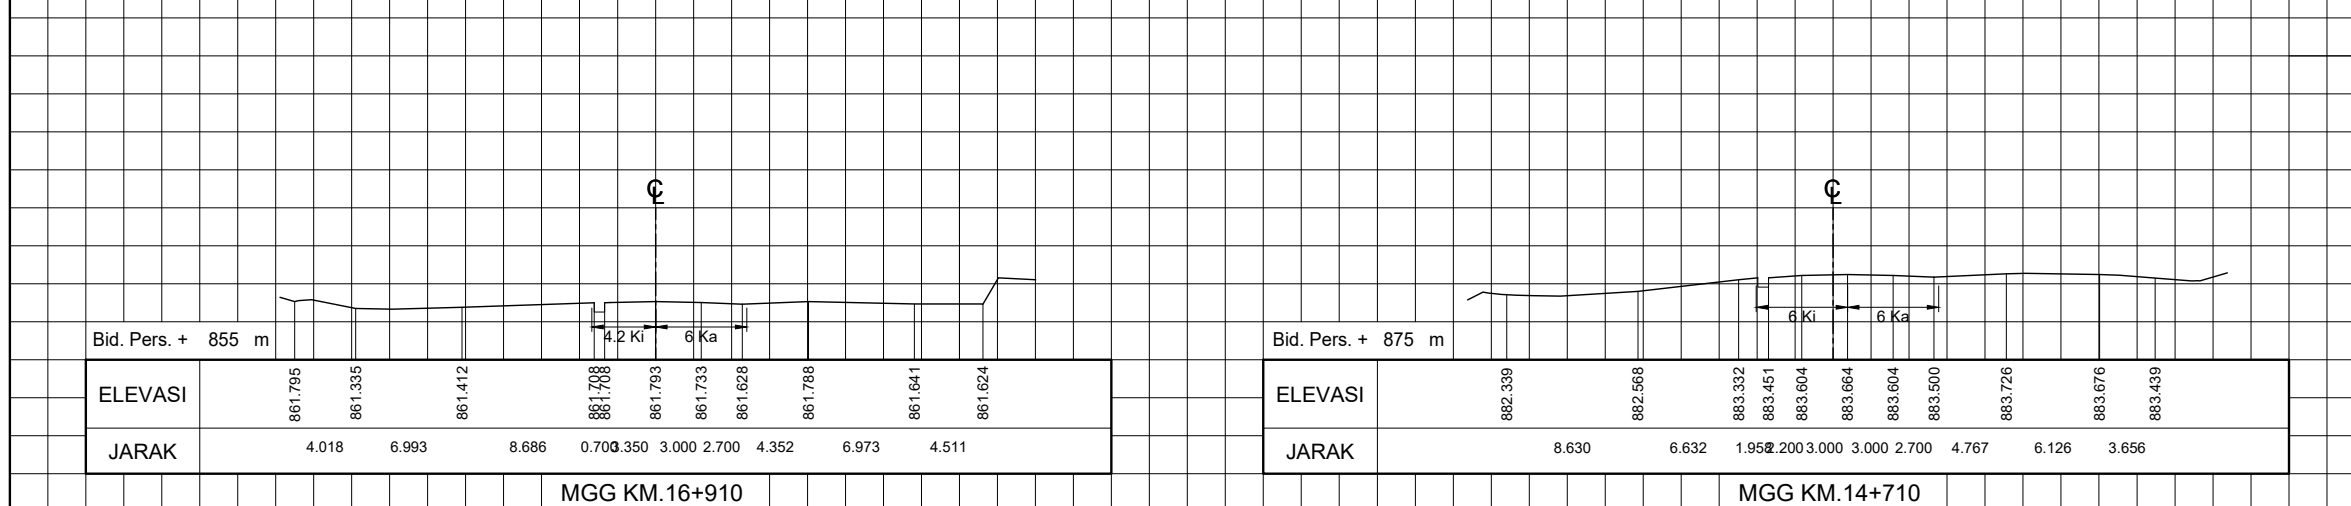 ℄
4.2 Ki 6 Ka
Bid. Pers. + 855 m
ELEVASI 861.795 861.335 861.412 861.708 861.708 861.793 861.733 861.628 861.788 861.641 861.624
JARAK 4.018 6.993 8.686 0.700 3.350 3.000 2.700 4.352 6.973 4.511
MGG KM.16+910
℄
6 Ki 6 Ka
Bid. Pers. + 875 m
ELEVASI 882.339 882.568 883.332 883.451 883.604 883.664 883.604 883.500 883.726 883.676 883.439
JARAK 8.630 6.632 1.958 2.200 3.000 3.000 2.700 4.767 6.126 3.656
MGG KM.14+710